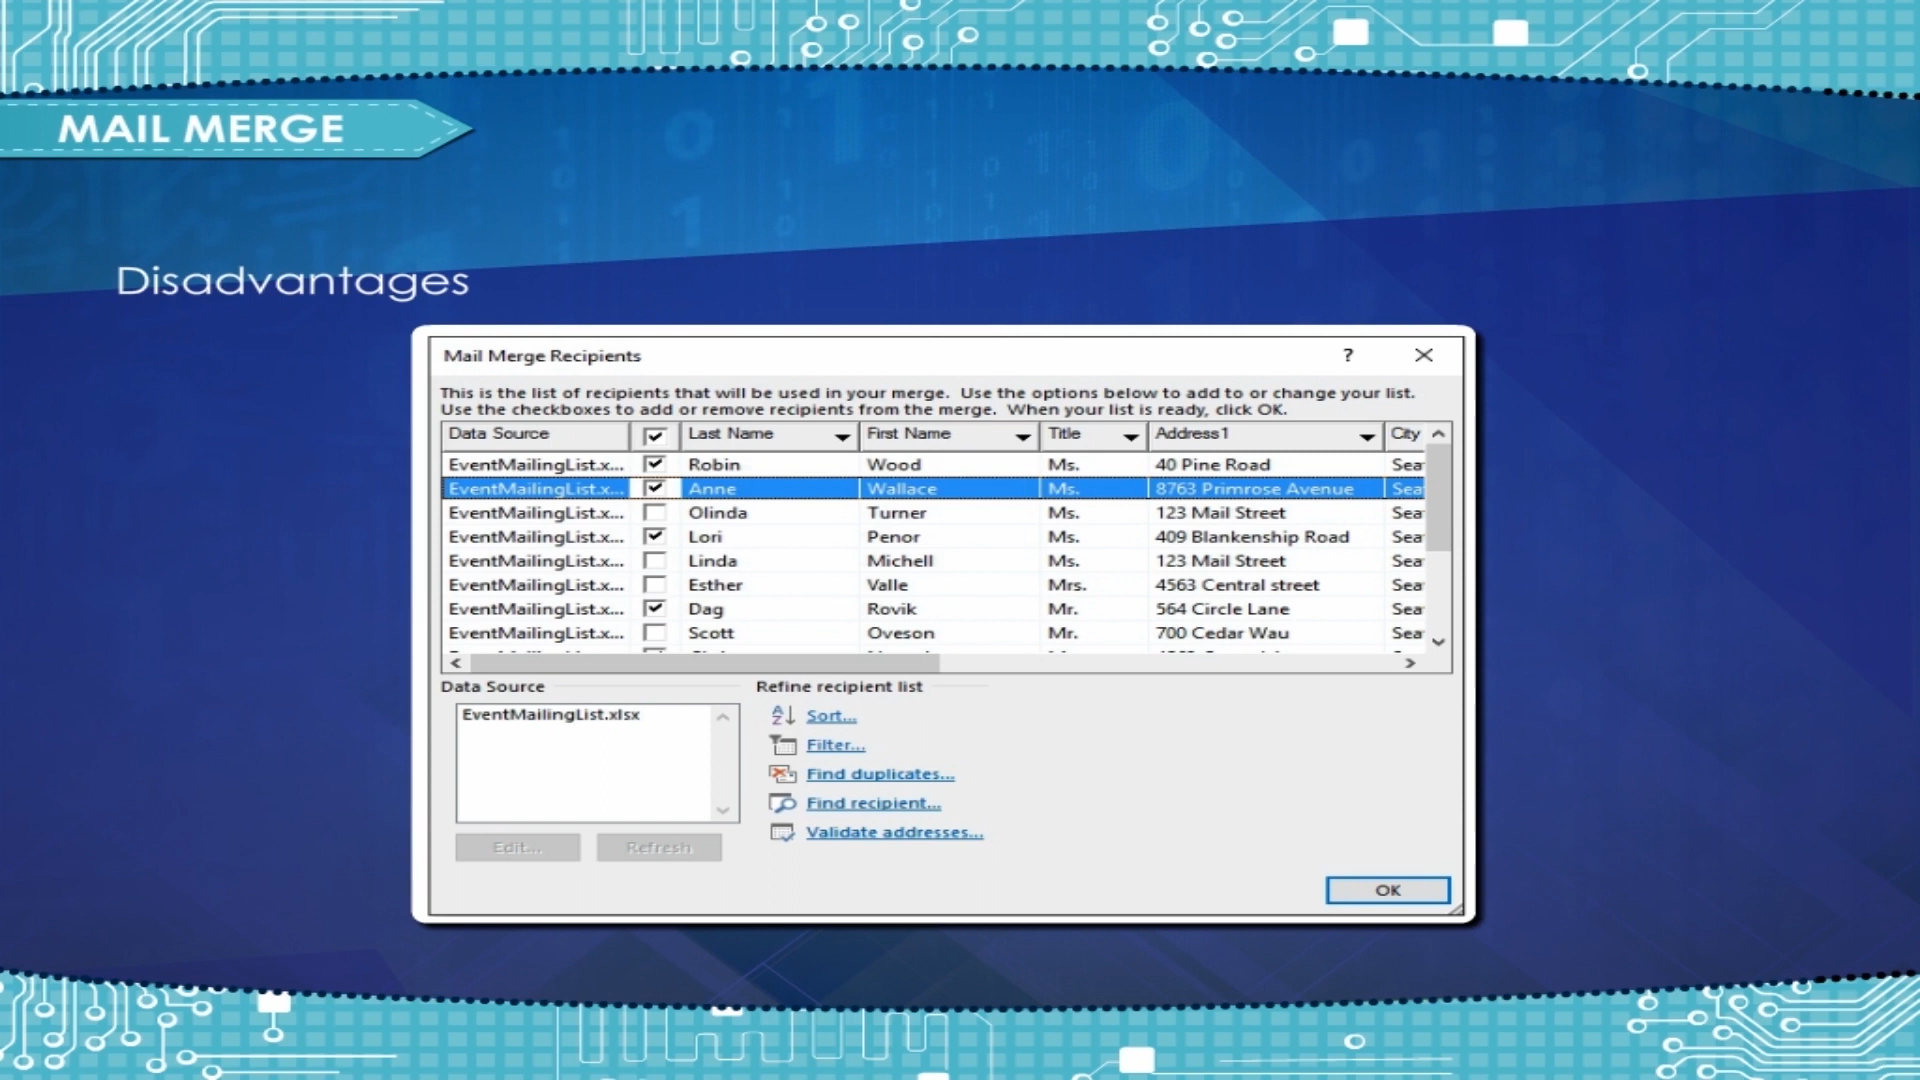 MAIL MERGE
Disadvantages
Mail Merge Recipients ?
This is the list of recipients that will be used in your merge. Use the options below to add to or change your list.
Use the checkboxes to add or remove recipients from the merge. When your list is ready, click OK.
Data Source Last Name First Name Title Address1 City
EventMailingList.x... Robin Wood Ms. 40 Pine Road Sea
EventMailingList.x... Anne Wallace Ms. 8763 Primrose Avenue Sea
EventMailingList.x... Olinda Turner Ms. 123 Mail Street Sea
EventMailingList.x... Lori Penor Ms. 409 Blankenship Road Sea
EventMailingList.x... Linda Michell Ms. 123 Mail Street Sea
EventMailingList.x... Esther Valle Mrs. 4563 Central street Sea
EventMailingList.x... Dag Rovik Mr. 564 Circle Lane Sea
EventMailingList.x... Scott Oveson Mr. 700 Cedar Wau Sea
Data Source
EventMailingList.xlsx
Edit... Refresh
Refine recipient list
Sort...
Filter...
Find duplicates...
Find recipient...
Validate addresses...
OK